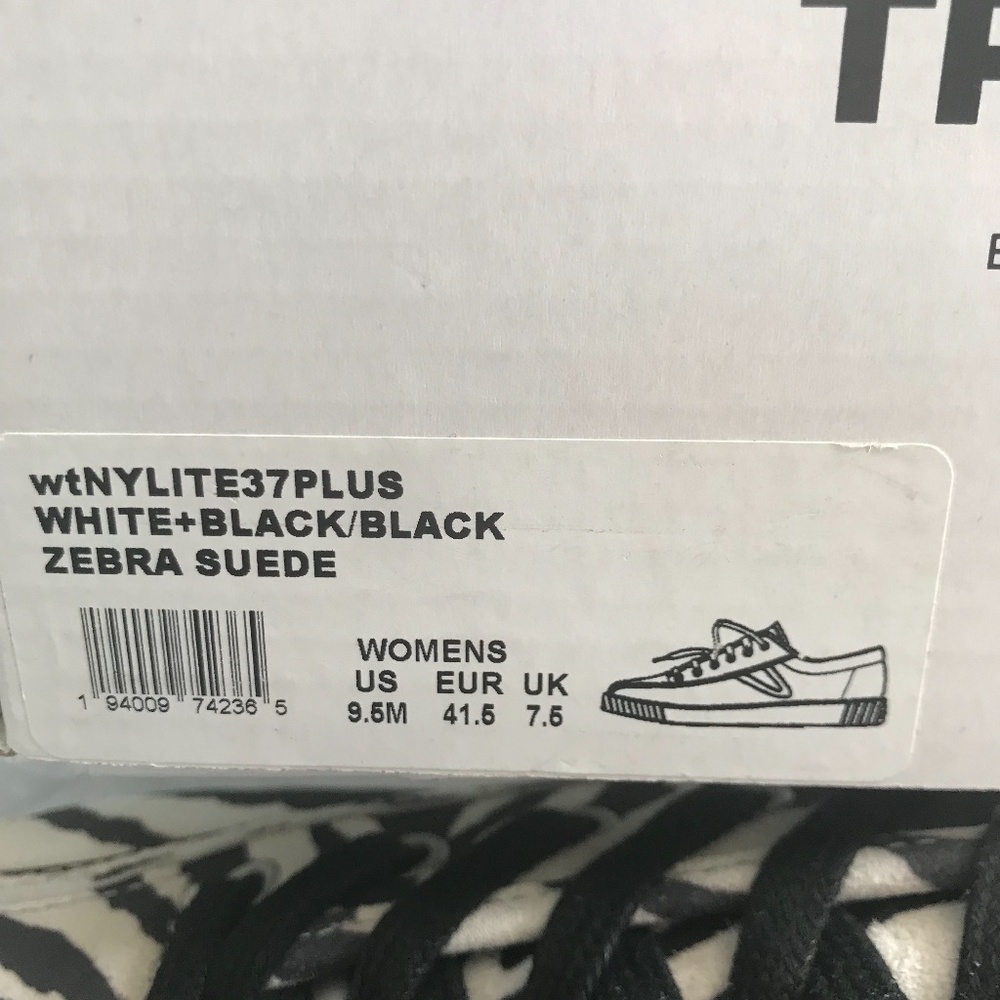 wtNYLITE37PLUS
WHITE+BLACK/BLACK
ZEBRA SUEDE
1 94009 74236 5
WOMENS
US EUR UK
9.5M 41.5 7.5